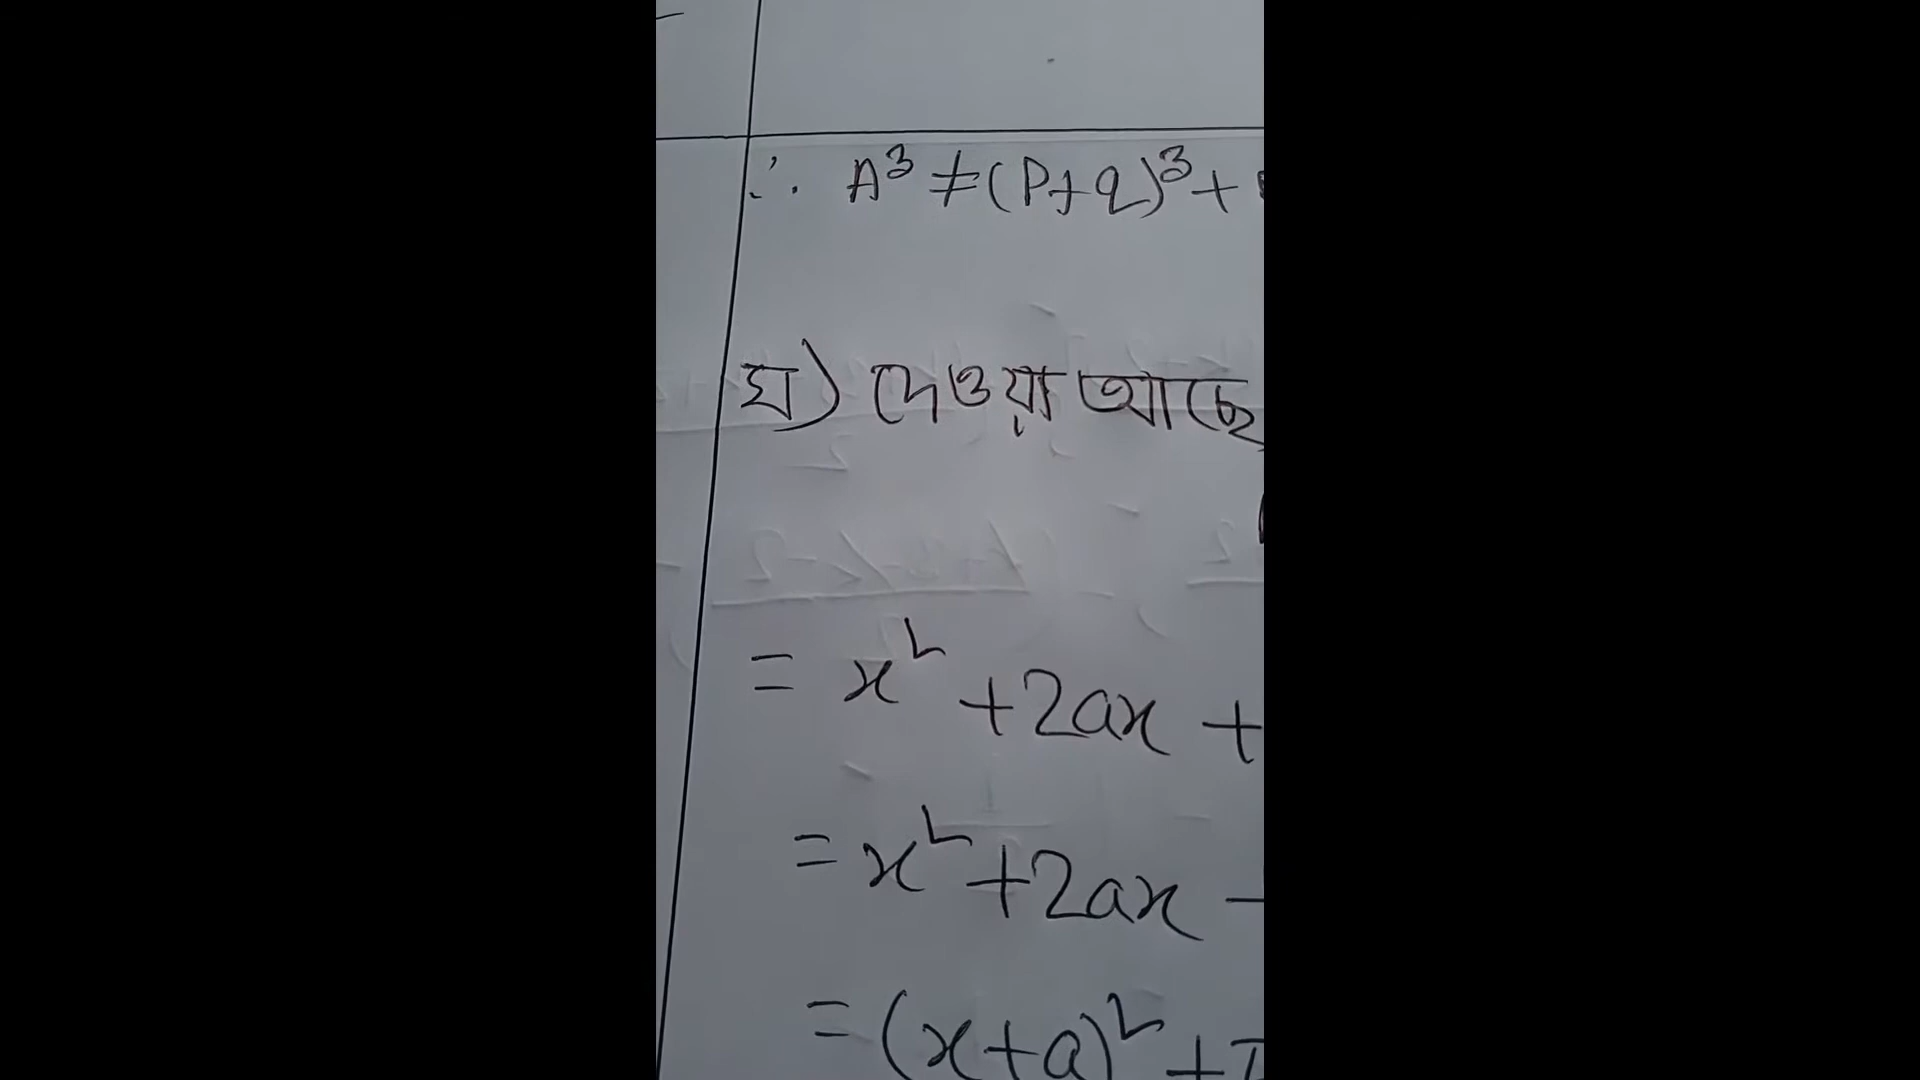 ∴ A³ ≠ (P+q)³ +
ঘ) দেওয়া আছে
= x² + 2ax +
= x² + 2ax -
= (x+a)² +